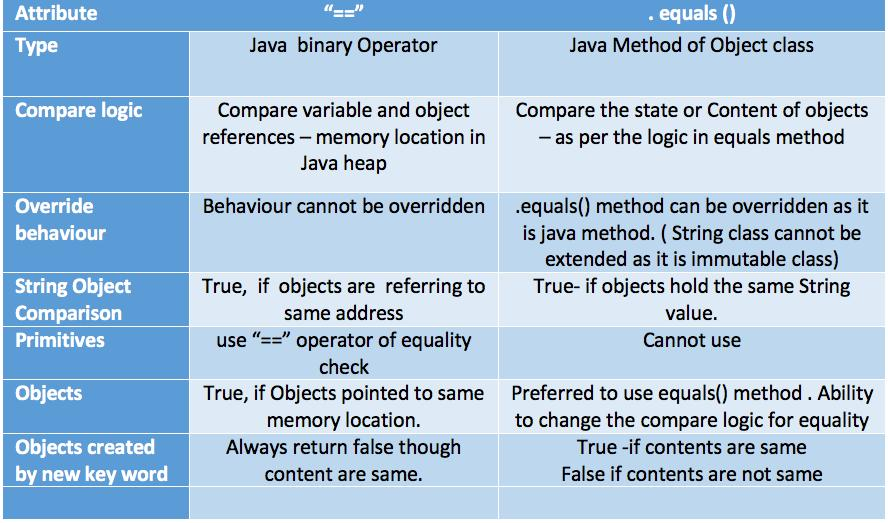 Attribute “==” . equals ()
Type Java binary Operator Java Method of Object class
Compare logic Compare variable and object Compare the state or Content of objects
references – memory location in – as per the logic in equals method
Java heap
Override Behaviour cannot be overridden .equals() method can be overridden as it
behaviour is java method. ( String class cannot be
extended as it is immutable class)
String Object True, if objects are referring to True- if objects hold the same String
Comparison same address value.
Primitives use “==” operator of equality Cannot use
check
Objects True, if Objects pointed to same Preferred to use equals() method . Ability
memory location. to change the compare logic for equality
Objects created Always return false though True -if contents are same
by new key word content are same. False if contents are not same